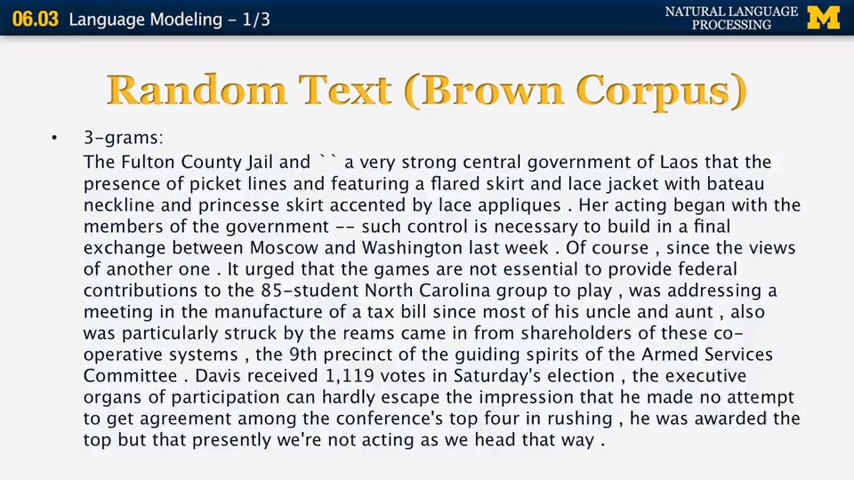 06.03 Language Modeling – 1/3
NATURAL LANGUAGE
PROCESSING
M
Random Text (Brown Corpus)
• 3-grams:
The Fulton County Jail and `` a very strong central government of Laos that the
presence of picket lines and featuring a flared skirt and lace jacket with bateau
neckline and princesse skirt accented by lace appliques . Her acting began with the
members of the government -- such control is necessary to build in a final
exchange between Moscow and Washington last week . Of course , since the views
of another one . It urged that the games are not essential to provide federal
contributions to the 85-student North Carolina group to play , was addressing a
meeting in the manufacture of a tax bill since most of his uncle and aunt , also
was particularly struck by the reams came in from shareholders of these co-
operative systems , the 9th precinct of the guiding spirits of the Armed Services
Committee . Davis received 1,119 votes in Saturday's election , the executive
organs of participation can hardly escape the impression that he made no attempt
to get agreement among the conference's top four in rushing , he was awarded the
top but that presently we're not acting as we head that way .